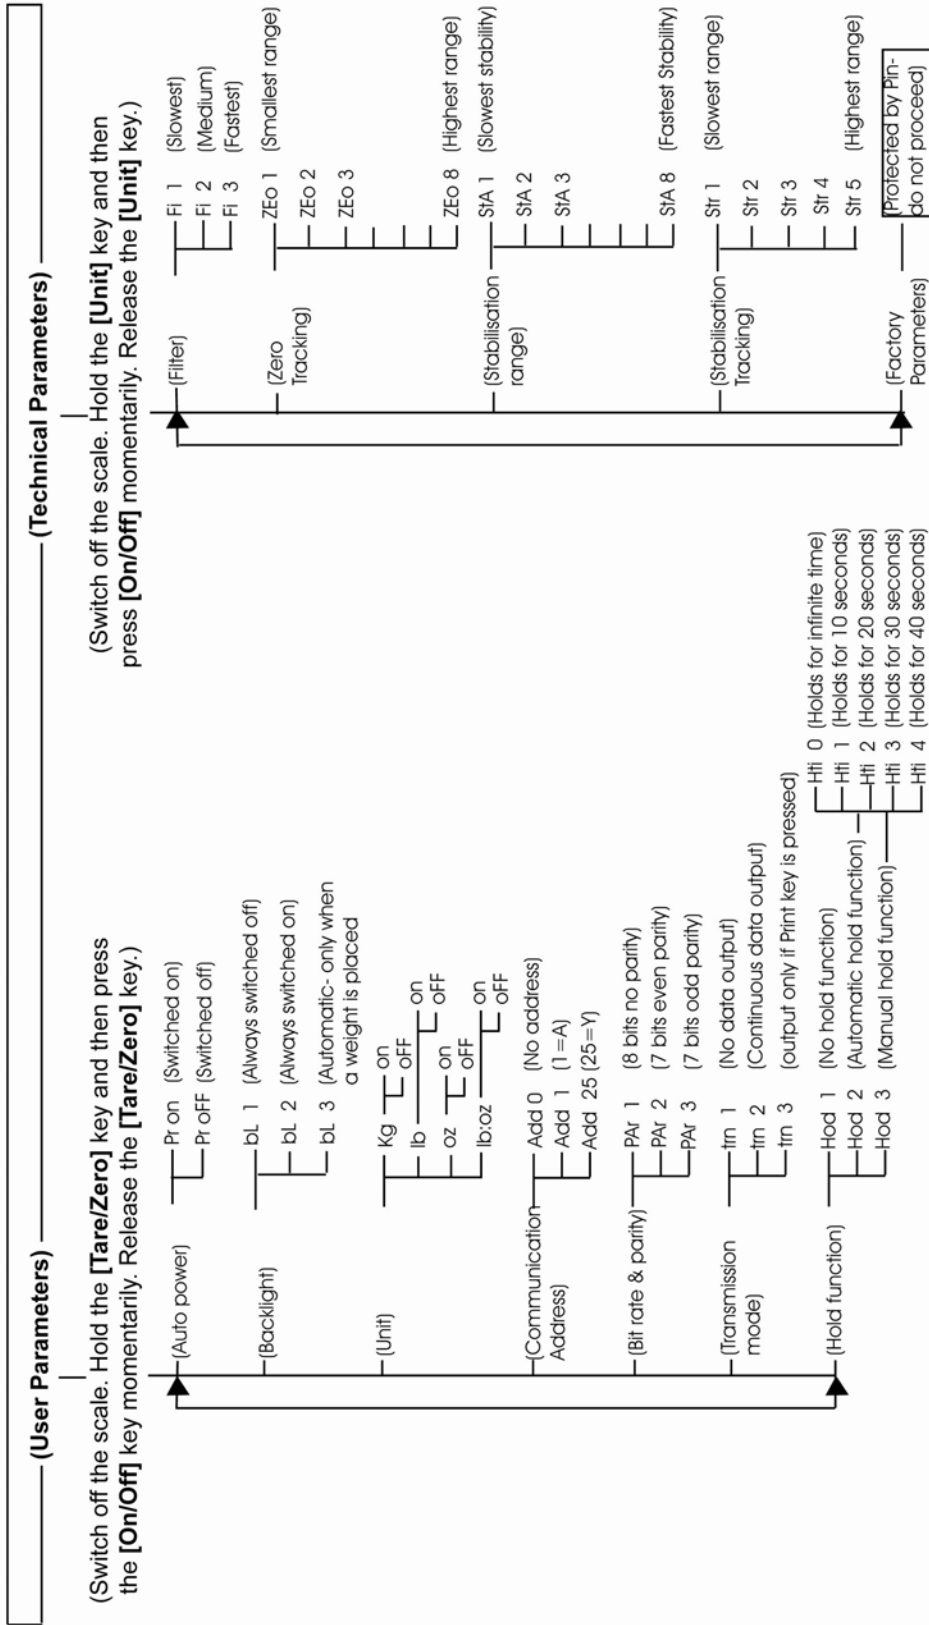 (User Parameters)
(Switch off the scale. Hold the [Tare/Zero] key and then press
the [On/Off] key momentarily. Release the [Tare/Zero] key.)
(Auto power)
Pr on (Switched on)
Pr oFF (Switched off)
(Backlight)
bL 1 (Always switched off)
bL 2 (Always switched on)
bL 3 (Automatic- only when
a weight is placed
(Unit)
Kg on
oFF
lb on
oFF
oz on
oFF
lb:oz on
oFF
(Communication
Address)
Add 0 (No address)
Add 1 (1=A)
Add 25 (25=Y)
(Bit rate & parity)
PAr 1 (8 bits no parity)
PAr 2 (7 bits even parity)
PAr 3 (7 bits odd parity)
(Transmission
mode)
trn 1 (No data output)
trn 2 (Continuous data output)
trn 3 (output only if Print key is pressed)
(Hold function)
Hod 1 (No hold function)
Hod 2 (Automatic hold function)
Hod 3 (Manual hold function)
Hti 0 (Holds for infinite time)
Hti 1 (Holds for 10 seconds)
Hti 2 (Holds for 20 seconds)
Hti 3 (Holds for 30 seconds)
Hti 4 (Holds for 40 seconds)
(Technical Parameters)
(Switch off the scale. Hold the [Unit] key and then
press [On/Off] momentarily. Release the [Unit] key.)
(Filter)
Fi 1 (Slowest)
Fi 2 (Medium)
Fi 3 (Fastest)
(Zero
Tracking)
ZEo 1 (Smallest range)
ZEo 2
ZEo 3
ZEo 8 (Highest range)
(Stabilisation
range)
StA 1 (Slowest stability)
StA 2
StA 3
StA 8 (Fastest Stability)
(Stabilisation
Tracking)
Str 1 (Slowest range)
Str 2
Str 3
Str 4
Str 5 (Highest range)
(Factory
Parameters)
(Protected by Pin-
do not proceed)